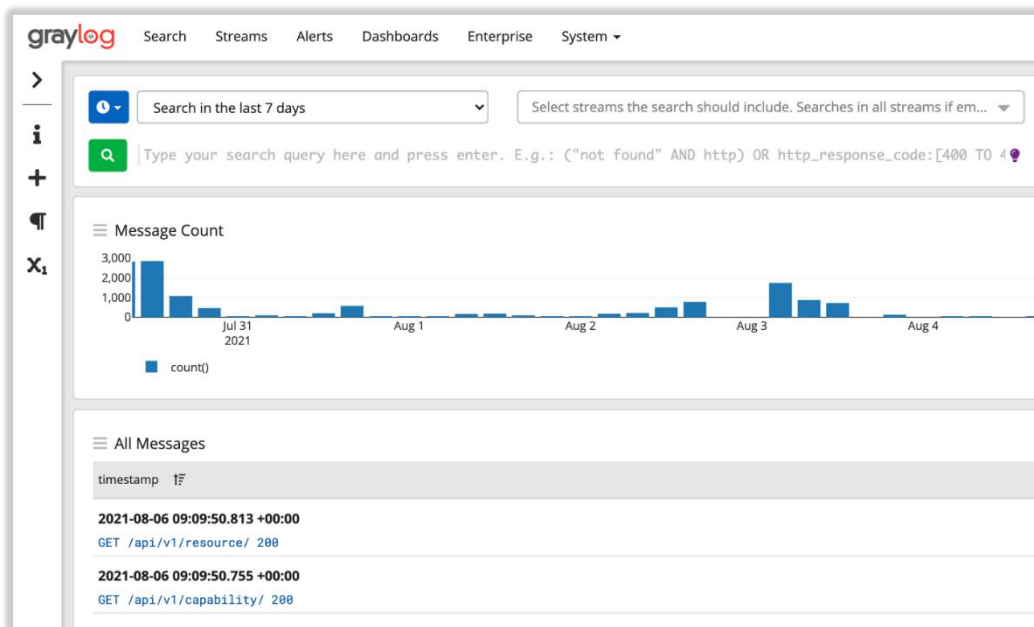 graylog Search Streams Alerts Dashboards Enterprise System
Search in the last 7 days Select streams the search should include. Searches in all streams if em...
Type your search query here and press enter. E.g.: ("not found" AND http) OR http_response_code:[400 TO 4
Message Count
3,000
2,000
1,000
0
Jul 31 Aug 1 Aug 2 Aug 3 Aug 4
2021
count()
All Messages
timestamp
2021-08-06 09:09:50.813 +00:00
GET /api/v1/resource/ 200
2021-08-06 09:09:50.755 +00:00
GET /api/v1/capability/ 200